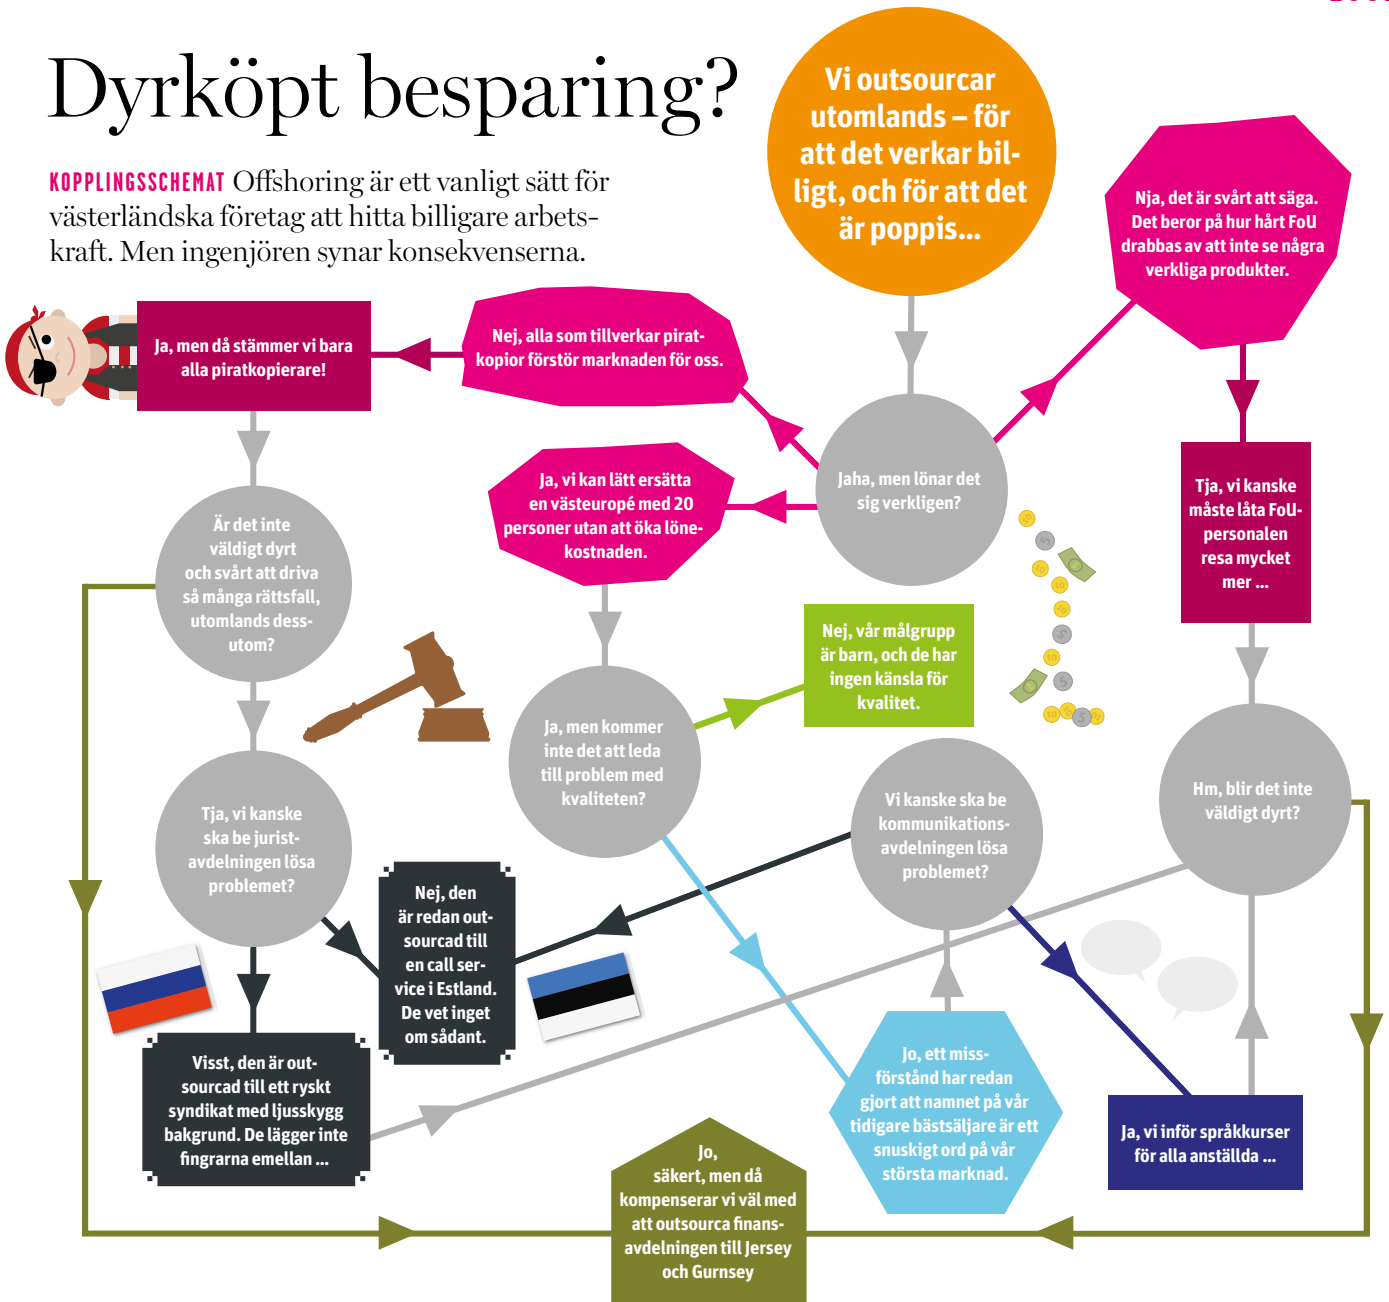 Dyrköpt besparing?
KOPPLINGSSCHEMAT Offshoring är ett vanligt sätt för
västerländska företag att hitta billigare arbets-
kraft. Men ingenjören synar konsekvenserna.
Vi outsourcar
utomlands – för
att det verkar bil-
ligt, och för att det
är poppis...
Nja, det är svårt att säga.
Det beror på hur hårt FoU
drabbas av att inte se några
verkliga produkter.
Ja, men då stämmer vi bara
alla piratkopierare!
Nej, alla som tillverkar pirat-
kopior förstör marknaden för oss.
Jaha, men lönar det
sig verkligen?
Ja, vi kan lätt ersätta
en västeuropé med 20
personer utan att öka löne-
kostnaden.
Tja, vi kanske
måste låta FoU-
personalen
resa mycket
mer ...
Är det inte
väldigt dyrt
och svårt att driva
så många rättsfall,
utomlands dess-
utom?
Nej, vår målgrupp
är barn, och de har
ingen känsla för
kvalitet.
Ja, men kommer
inte det att leda
till problem med
kvaliteten?
Vi kanske ska be
kommunikations-
avdelningen lösa
problemet?
Hm, blir det inte
väldigt dyrt?
Tja, vi kanske
ska be jurist-
avdelningen lösa
problemet?
Nej, den
är redan out-
sourcad till
en call ser-
vice i Estland.
De vet inget
om sådant.
Visst, den är out-
sourcad till ett ryskt
syndikat med ljusskygg
bakgrund. De lägger inte
fingrarna emellan ...
Jo, ett miss-
förstånd har redan
gjort att namnet på vår
tidigare bästsäljare är ett
snuskigt ord på vår
största marknad.
Ja, vi inför språkkurser
för alla anställda ...
Jo,
säkert, men då
kompenserar vi väl med
att outsourca finans-
avdelningen till Jersey
och Gurnsey